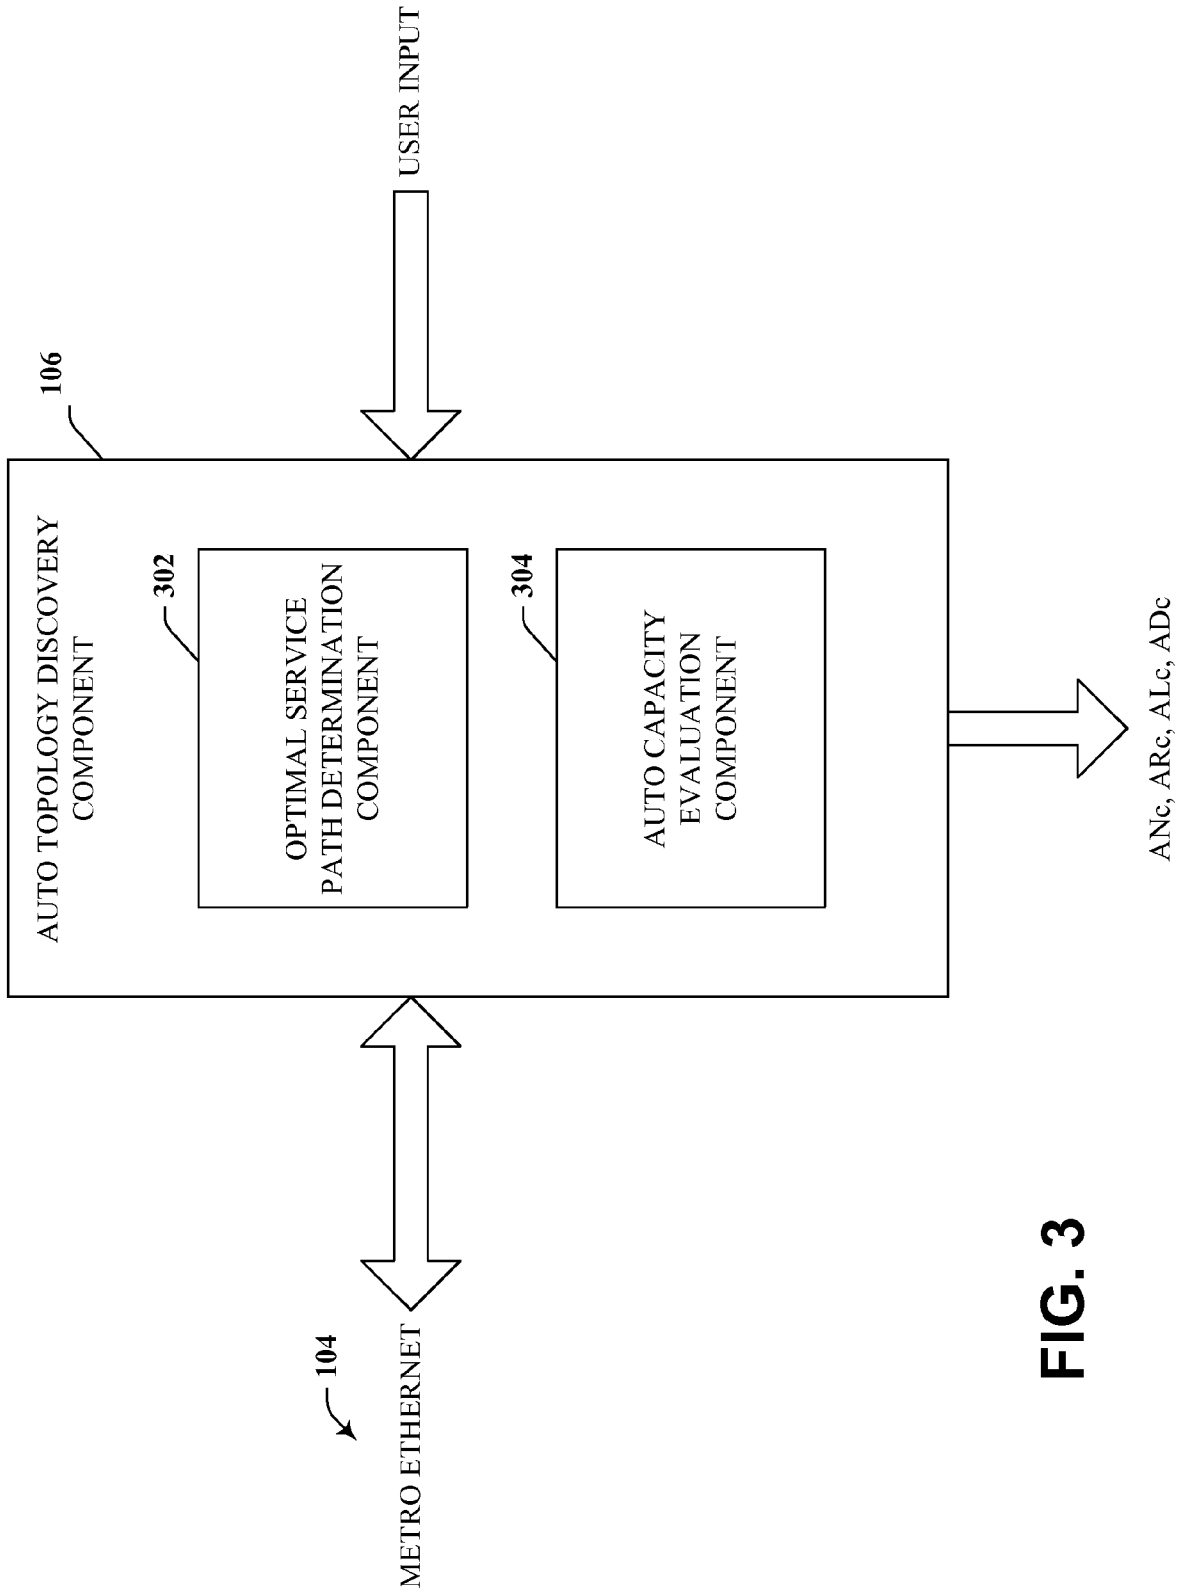 106
AUTO TOPOLOGY DISCOVERY
COMPONENT
302
OPTIMAL SERVICE
PATH DETERMINATION
COMPONENT
304
AUTO CAPACITY
EVALUATION
COMPONENT
104
METRO ETHERNET
USER INPUT
ANc, ARc, ALc, ADc
FIG. 3